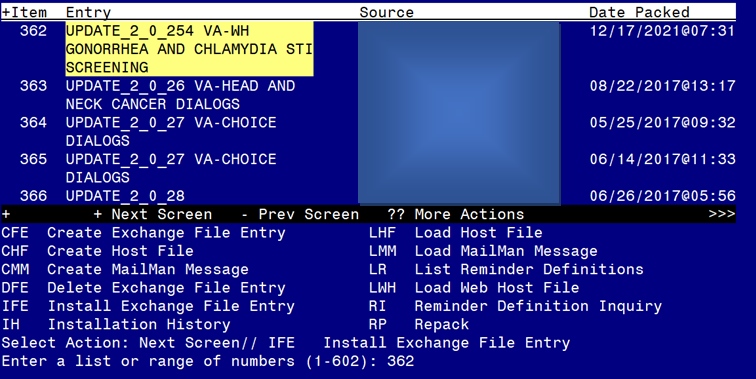 +Item Entry Source Date Packed
362 UPDATE_2_0_254 VA-WH 12/17/2021@07:31
GONORRHEA AND CHLAMYDIA STI
SCREENING
363 UPDATE_2_0_26 VA-HEAD AND 08/22/2017@13:17
NECK CANCER DIALOGS
364 UPDATE_2_0_27 VA-CHOICE 05/25/2017@09:32
DIALOGS
365 UPDATE_2_0_27 VA-CHOICE 06/14/2017@11:33
DIALOGS
366 UPDATE_2_0_28 06/26/2017@05:56
+ + Next Screen - Prev Screen ?? More Actions >>>
CFE Create Exchange File Entry LHF Load Host File
CHF Create Host File LMM Load MailMan Message
CMM Create MailMan Message LR List Reminder Definitions
DFE Delete Exchange File Entry LWH Load Web Host File
IFE Install Exchange File Entry RI Reminder Definition Inquiry
IH Installation History RP Repack
Select Action: Next Screen// IFE Install Exchange File Entry
Enter a list or range of numbers (1-602): 362